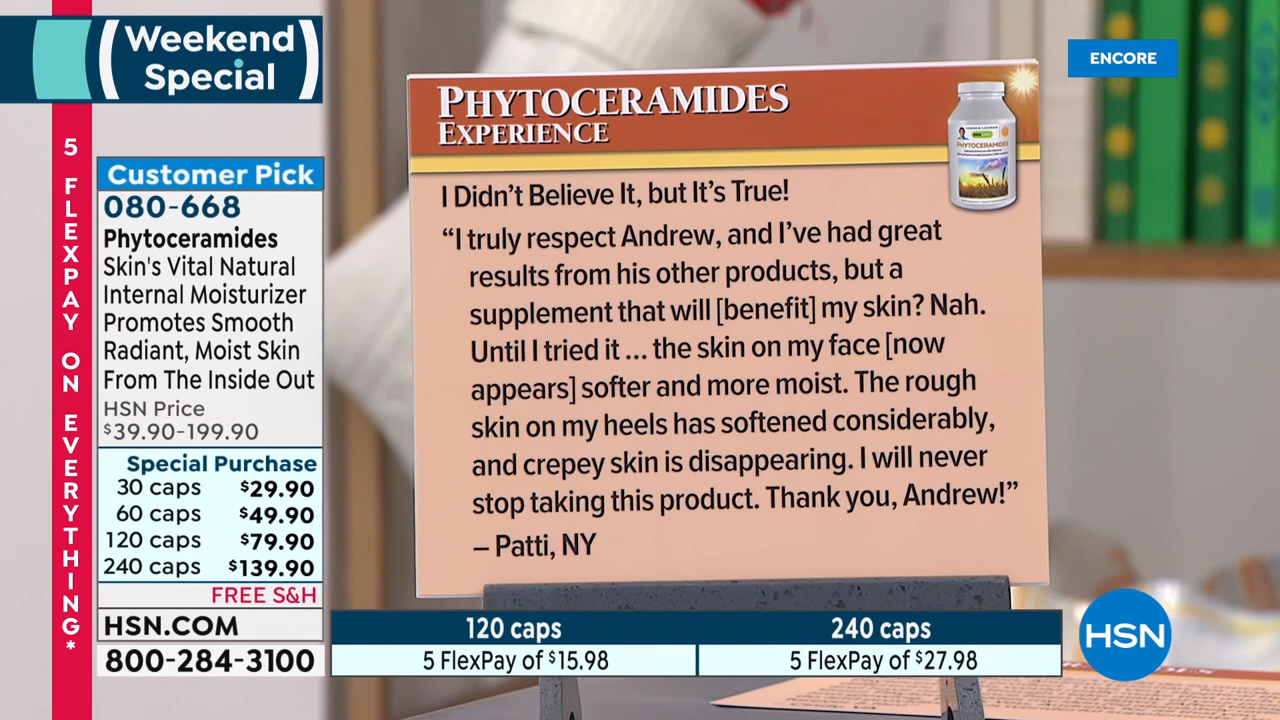 (Weekend
Special)
5 FLEXPAY ON EVERYTHING*
Customer Pick
080-668
Phytoceramides
Skin's Vital Natural
Internal Moisturizer
Promotes Smooth
Radiant, Moist Skin
From The Inside Out
HSN Price
$39.90-199.90
Special Purchase
30 caps $29.90
60 caps $49.90
120 caps $79.90
240 caps $139.90
FREE S&H
HSN.COM
800-284-3100
ENCORE
PHYTOCERAMIDES
EXPERIENCE
PHYTOCERAMIDES
I Didn't Believe It, but It's True!
“I truly respect Andrew, and I've had great
results from his other products, but a
supplement that will [benefit] my skin? Nah.
Until I tried it ... the skin on my face [now
appears] softer and more moist. The rough
skin on my heels has softened considerably,
and crepey skin is disappearing. I will never
stop taking this product. Thank you, Andrew!”
– Patti, NY
120 caps 240 caps
5 FlexPay of $15.98 5 FlexPay of $27.98
HSN